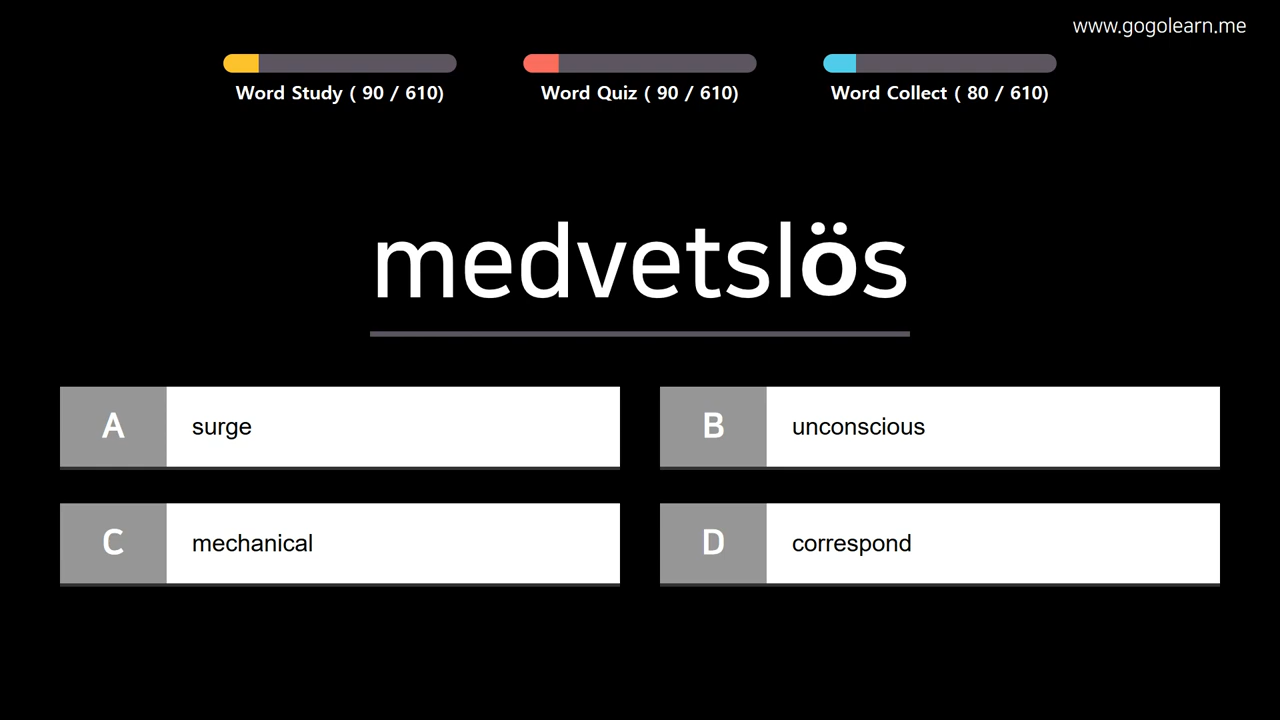 www.gogolearn.me
Word Study ( 90 / 610)
Word Quiz ( 90 / 610)
Word Collect ( 80 / 610)
medvetslös
A surge
B unconscious
C mechanical
D correspond